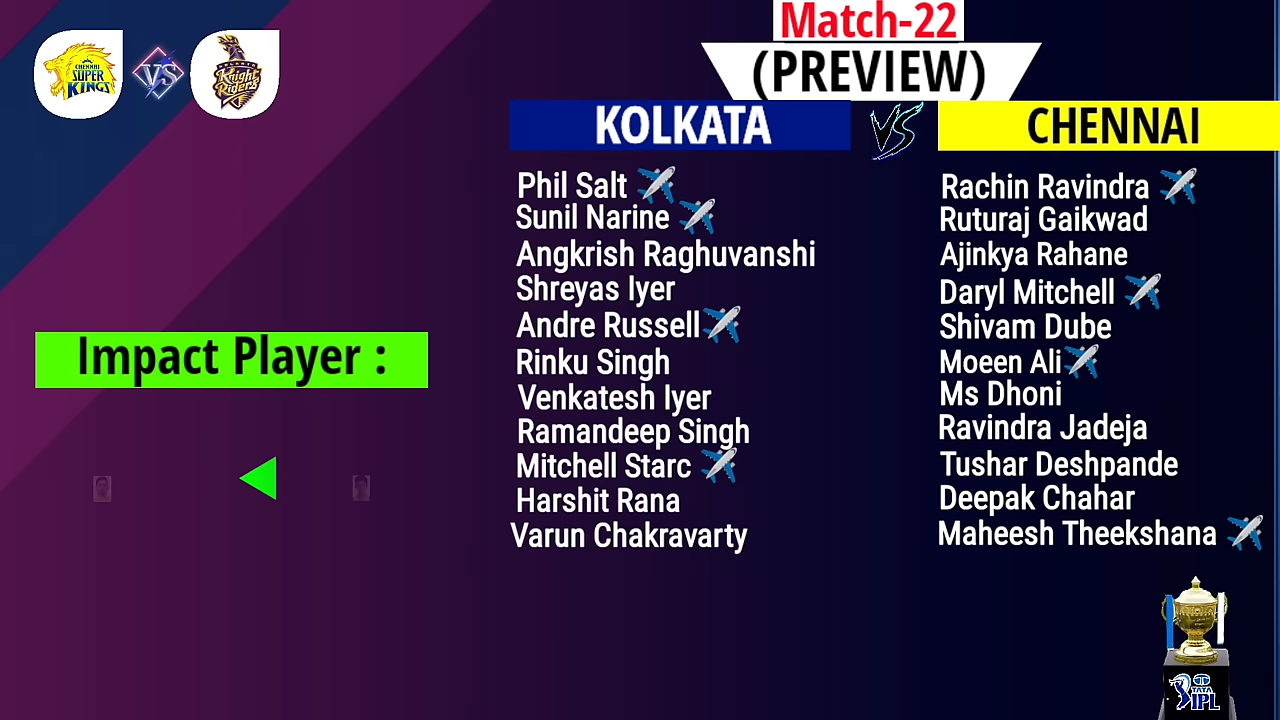 Match-22
(PREVIEW)
CHENNAI
SUPER
KINGS
VS
Knight
Riders
KOLKATA
VS
CHENNAI
Phil Salt
Sunil Narine
Angkrish Raghuvanshi
Shreyas Iyer
Andre Russell
Rinku Singh
Venkatesh Iyer
Ramandeep Singh
Mitchell Starc
Harshit Rana
Varun Chakravarty
Rachin Ravindra
Ruturaj Gaikwad
Ajinkya Rahane
Daryl Mitchell
Shivam Dube
Moeen Ali
Ms Dhoni
Ravindra Jadeja
Tushar Deshpande
Deepak Chahar
Maheesh Theekshana
Impact Player :
TATA
IPL